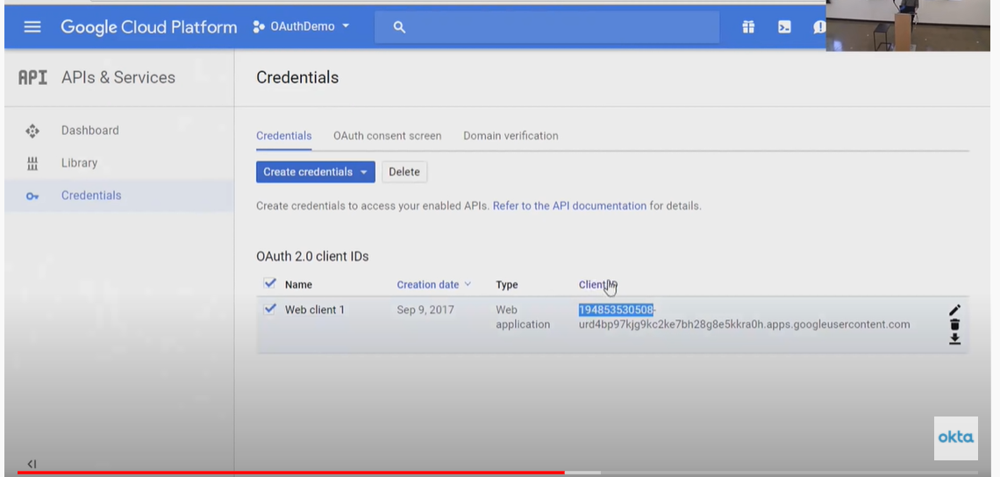 Google Cloud Platform OAuthDemo
API APIs & Services
Credentials
Dashboard
Library
Credentials
Credentials OAuth consent screen Domain verification
Create credentials Delete
Create credentials to access your enabled APIs. Refer to the API documentation for details.
OAuth 2.0 client IDs
Name Creation date Type Client ID
Web client 1 Sep 9, 2017 Web application 194853530508-
urd4bp97kjg9kc2ke7bh28g8e5kkra0h.apps.googleusercontent.com
okta